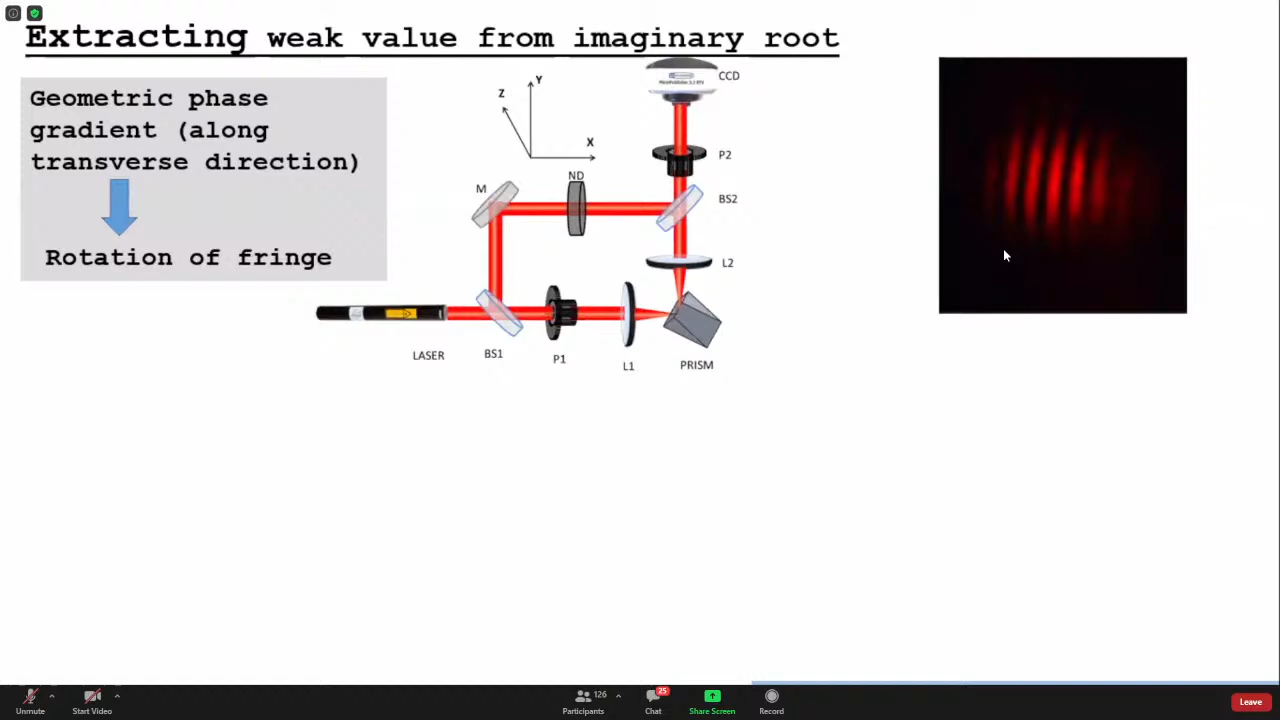 Extracting weak value from imaginary root
Geometric phase
gradient (along
transverse direction)
Rotation of fringe
Y
Z
X
CCD
P2
M
ND
BS2
L2
LASER
BS1
P1
L1
PRISM
Unmute
Start Video
126
Participants
25
Chat
Share Screen
Record
Leave